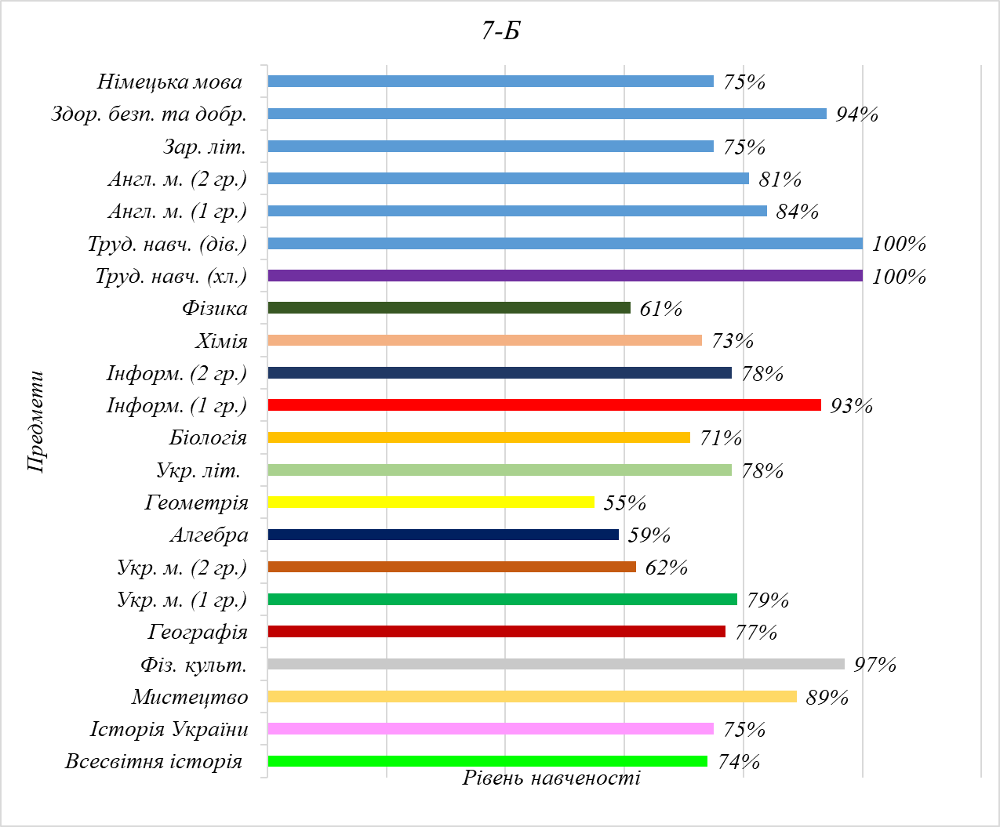 7-Б
Німецька мова 75%
Здор. безп. та добр. 94%
Зар. літ. 75%
Англ. м. (2 гр.) 81%
Англ. м. (1 гр.) 84%
Труд. навч. (дів.) 100%
Труд. навч. (хл.) 100%
Фізика 61%
Хімія 73%
Інформ. (2 гр.) 78%
Інформ. (1 гр.) 93%
Біологія 71%
Укр. літ. 78%
Геометрія 55%
Алгебра 59%
Укр. м. (2 гр.) 62%
Укр. м. (1 гр.) 79%
Географія 77%
Фіз. культ. 97%
Мистецтво 89%
Історія України 75%
Всесвітня історія 74%
Предмети
Рівень навченості